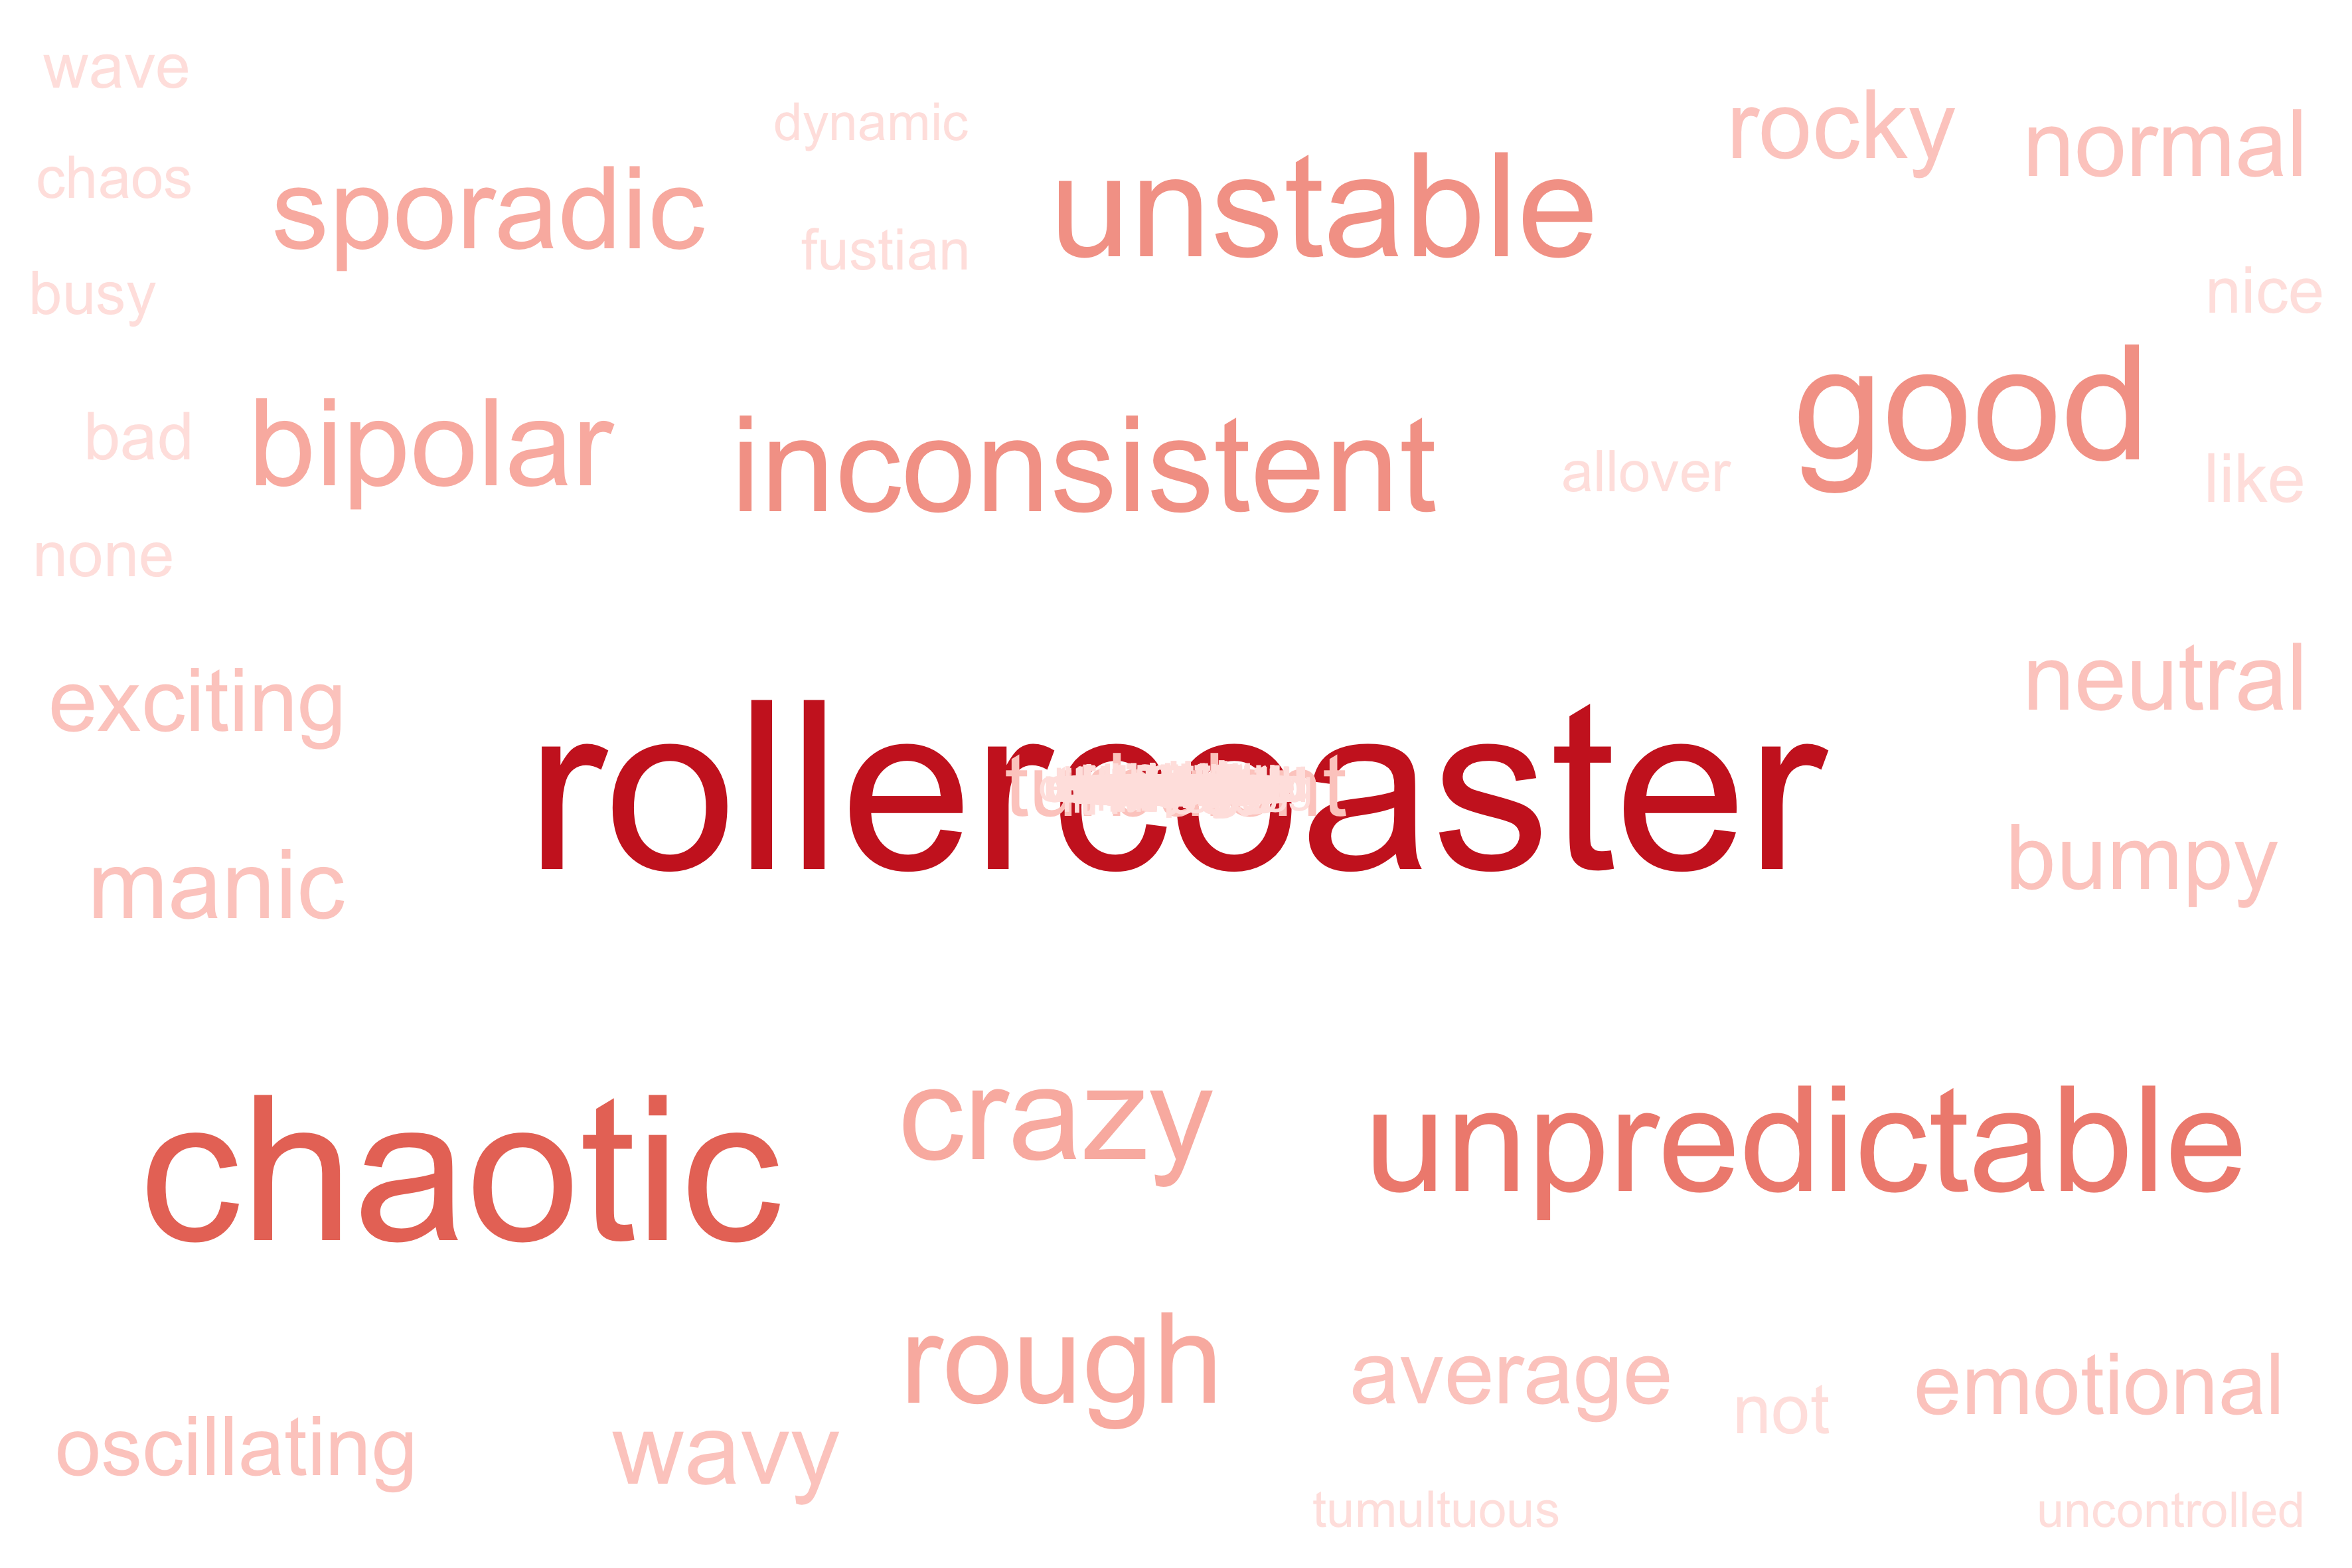 wave
dynamic
rocky
normal
chaos
sporadic
unstable
fustian
busy
nice
good
bad
bipolar
inconsistent
allover
like
none
exciting
neutral
rollercoaster
manic
bumpy
chaotic
crazy
unpredictable
rough
average
not
emotional
oscillating
wavy
tumultuous
uncontrolled